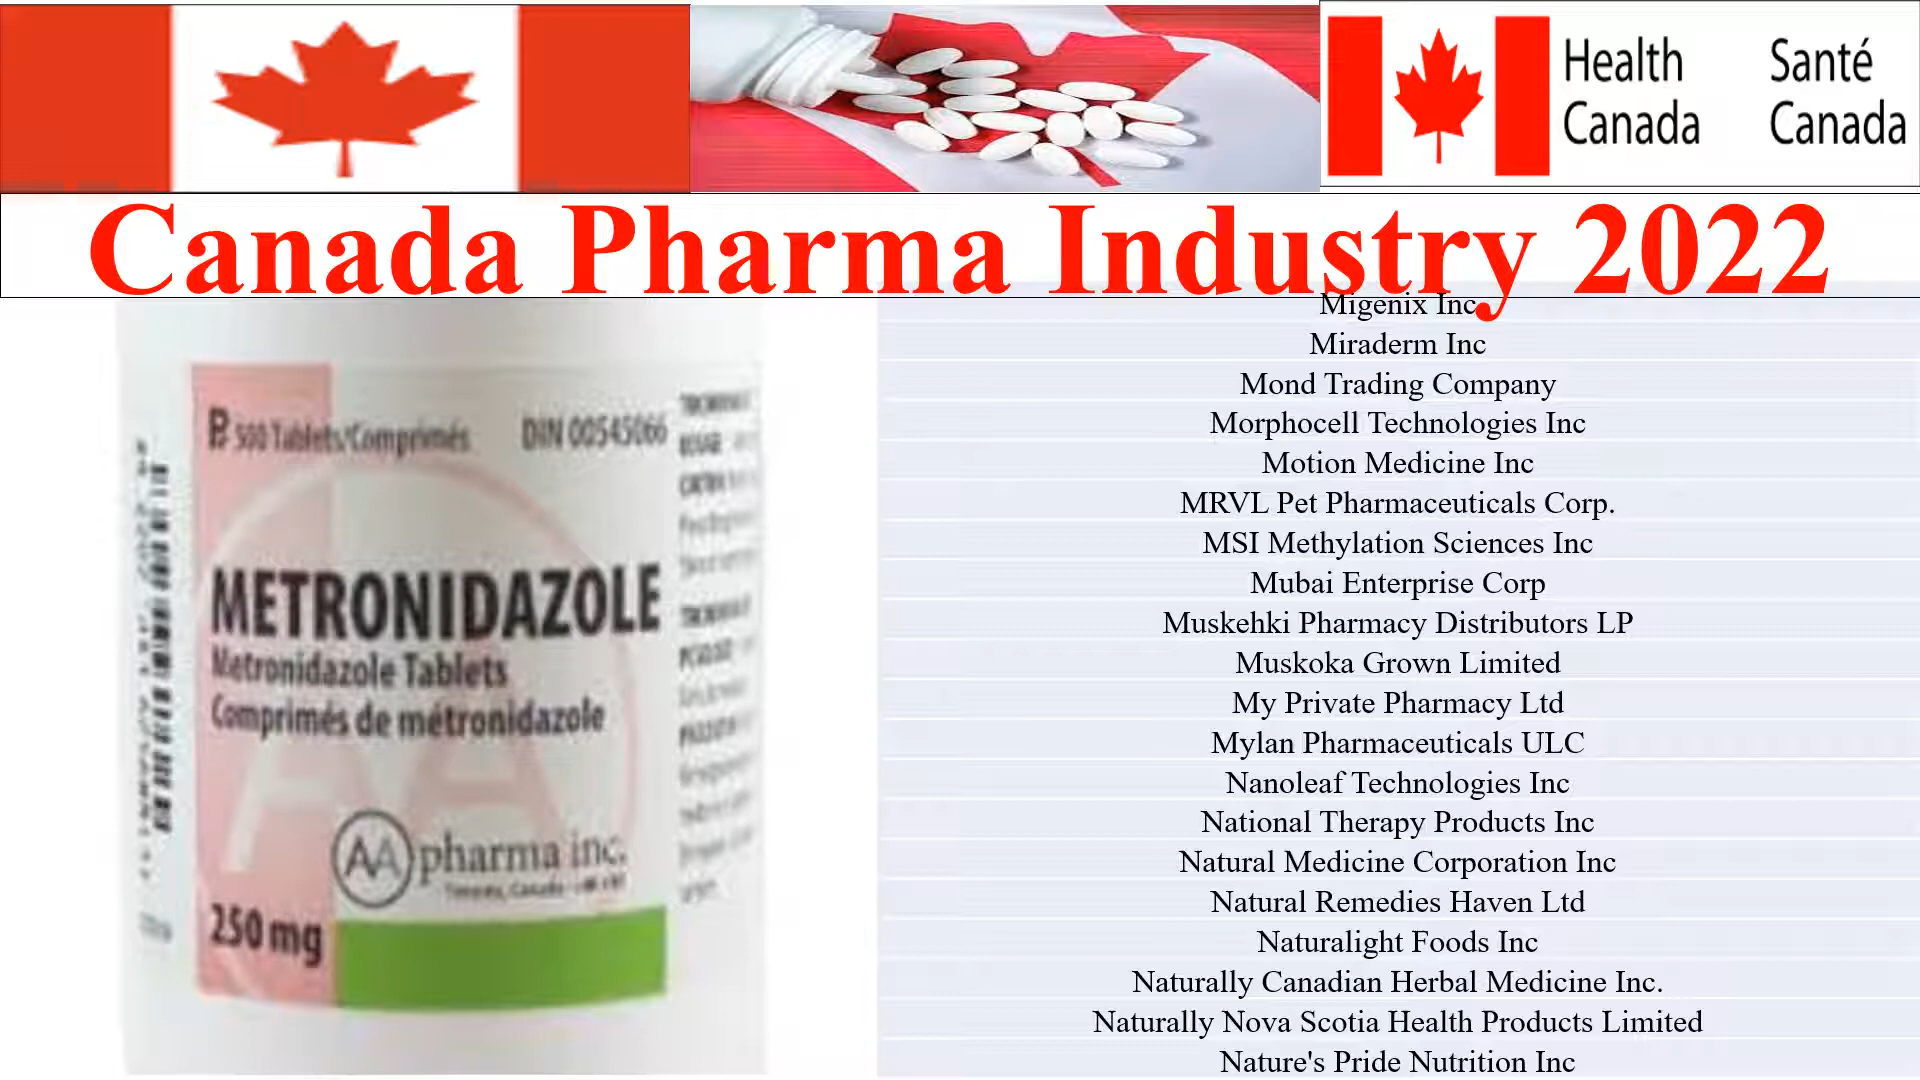 Health Canada
Santé Canada
Canada Pharma Industry 2022
℞ 500 Tablets/Comprimés
DIN 00545066
METRONIDAZOLE
Metronidazole Tablets
Comprimés de métronidazole
AA pharma inc.
250 mg
Migenix Inc
Miraderm Inc
Mond Trading Company
Morphocell Technologies Inc
Motion Medicine Inc
MRVL Pet Pharmaceuticals Corp.
MSI Methylation Sciences Inc
Mubai Enterprise Corp
Muskehki Pharmacy Distributors LP
Muskoka Grown Limited
My Private Pharmacy Ltd
Mylan Pharmaceuticals ULC
Nanoleaf Technologies Inc
National Therapy Products Inc
Natural Medicine Corporation Inc
Natural Remedies Haven Ltd
Naturalight Foods Inc
Naturally Canadian Herbal Medicine Inc.
Naturally Nova Scotia Health Products Limited
Nature's Pride Nutrition Inc